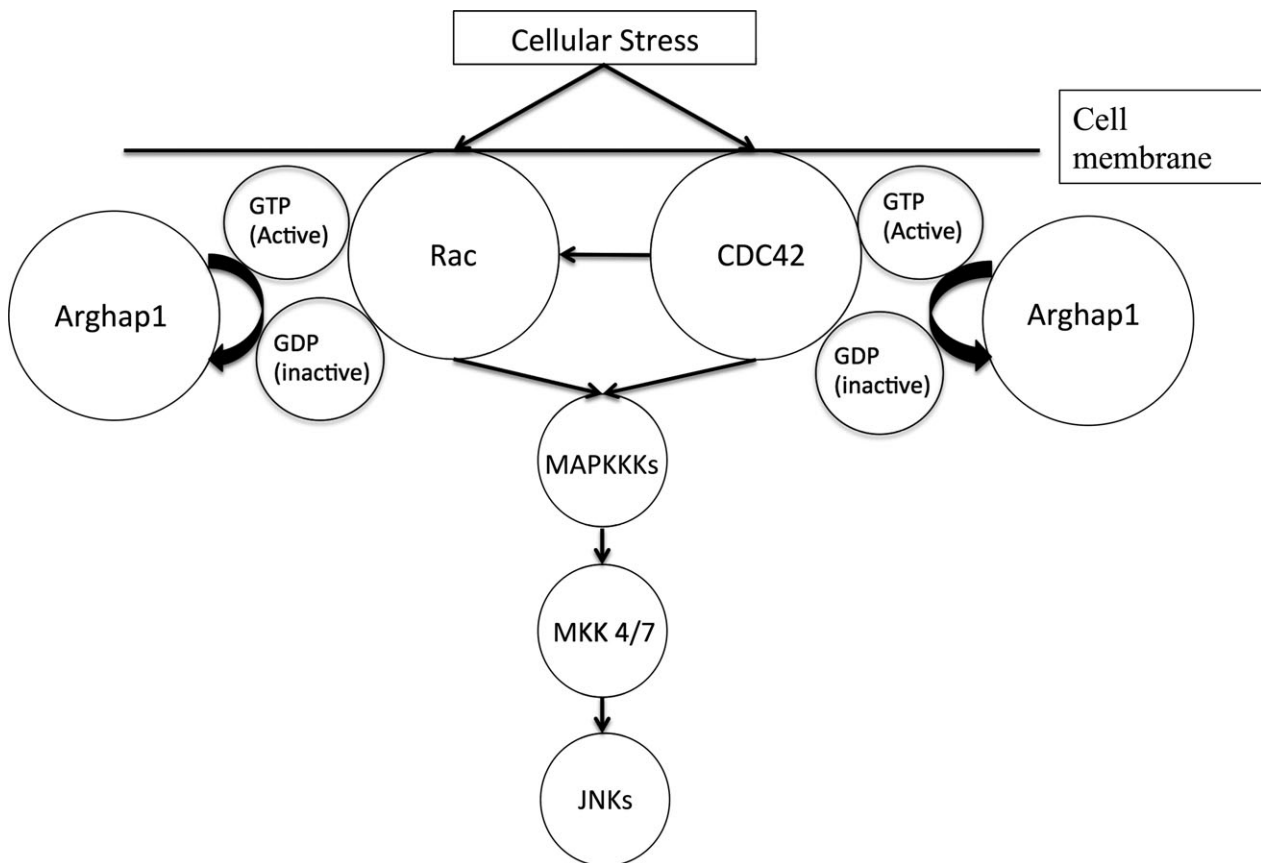 Cellular Stress
Cell
membrane
GTP
(Active)
GTP
(Active)
Rac
CDC42
Arghap1
Arghap1
GDP
(inactive)
GDP
(inactive)
MAPKKKs
MKK 4/7
JNKs